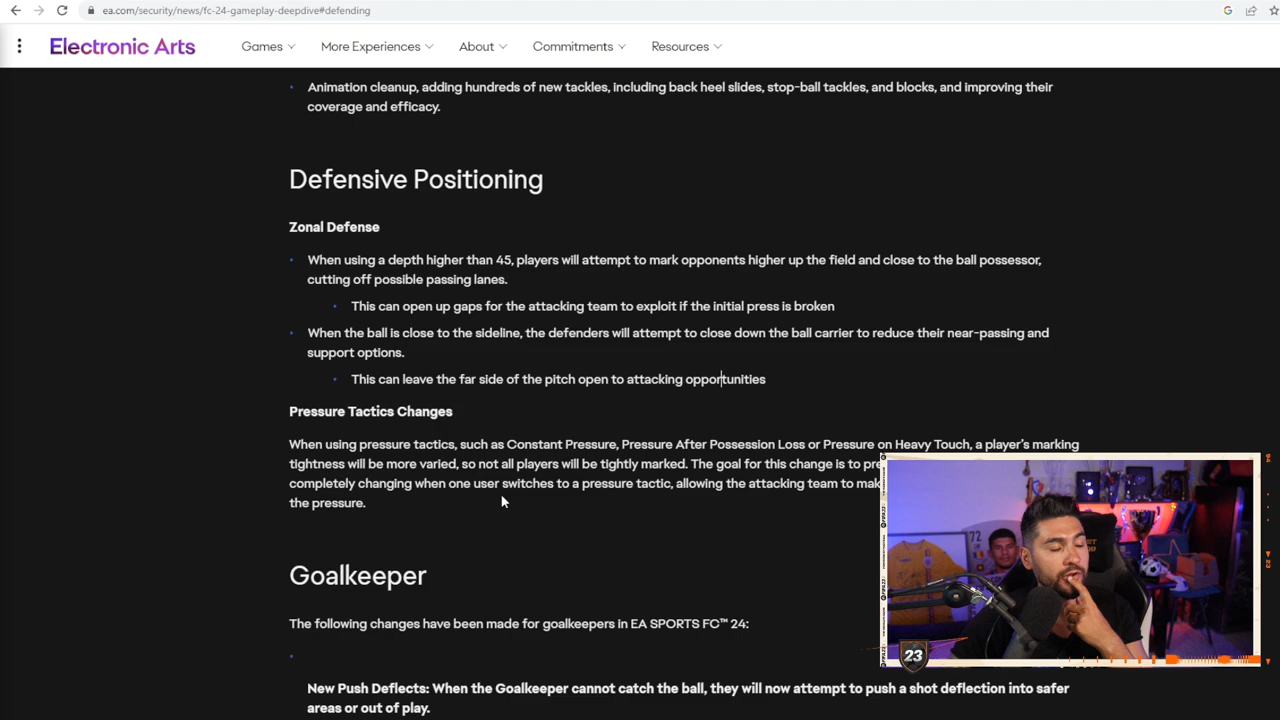 ea.com/security/news/fc-24-gameplay-deepdive#defending
Electronic Arts Games More Experiences About Commitments Resources
Animation cleanup, adding hundreds of new tackles, including back heel slides, stop-ball tackles, and blocks, and improving their
coverage and efficacy.
Defensive Positioning
Zonal Defense
When using a depth higher than 45, players will attempt to mark opponents higher up the field and close to the ball possessor,
cutting off possible passing lanes.
This can open up gaps for the attacking team to exploit if the initial press is broken
When the ball is close to the sideline, the defenders will attempt to close down the ball carrier to reduce their near-passing and
support options.
This can leave the far side of the pitch open to attacking opportunities
Pressure Tactics Changes
When using pressure tactics, such as Constant Pressure, Pressure After Possession Loss or Pressure on Heavy Touch, a player's marking
tightness will be more varied, so not all players will be tightly marked. The goal for this change is to
completely changing when one user switches to a pressure tactic, allowing the attacking team to
the pressure.
Goalkeeper
The following changes have been made for goalkeepers in EA SPORTS FC™ 24:
New Push Deflects: When the Goalkeeper cannot catch the ball, they will now attempt to push a shot deflection into safer
areas or out of play.
72
23